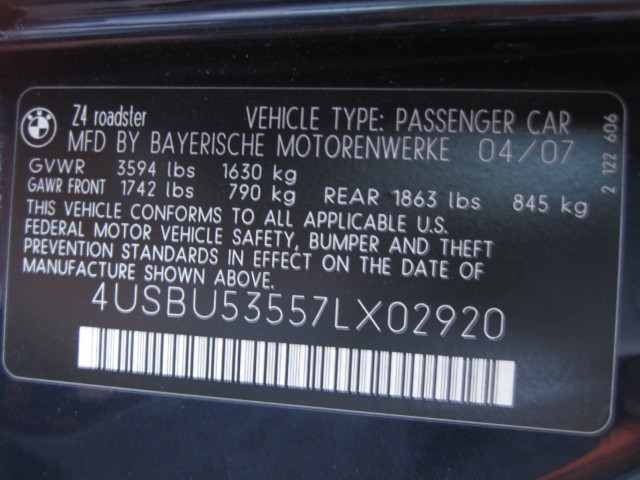 BMW
Z4 roadster VEHICLE TYPE: PASSENGER CAR
MFD BY BAYERISCHE MOTORENWERKE 04/07
GVWR 3594 lbs 1630 kg
GAWR FRONT 1742 lbs 790 kg REAR 1863 lbs 845 kg
THIS VEHICLE CONFORMS TO ALL APPLICABLE U.S.
FEDERAL MOTOR VEHICLE SAFETY, BUMPER AND THEFT
PREVENTION STANDARDS IN EFFECT ON THE DATE OF
MANUFACTURE SHOWN ABOVE.
4USBU53557LX02920
2 122 606